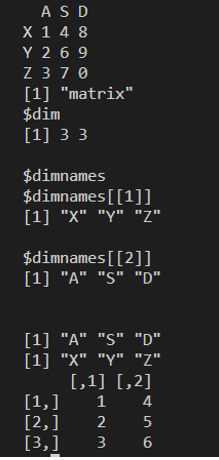 A S D
X 1 4 8
Y 2 6 9
Z 3 7 0
[1] "matrix"
$dim
[1] 3 3
$dimnames
$dimnames[[1]]
[1] "X" "Y" "Z"
$dimnames[[2]]
[1] "A" "S" "D"
[1] "A" "S" "D"
[1] "X" "Y" "Z"
     [,1] [,2]
[1,]    1    4
[2,]    2    5
[3,]    3    6